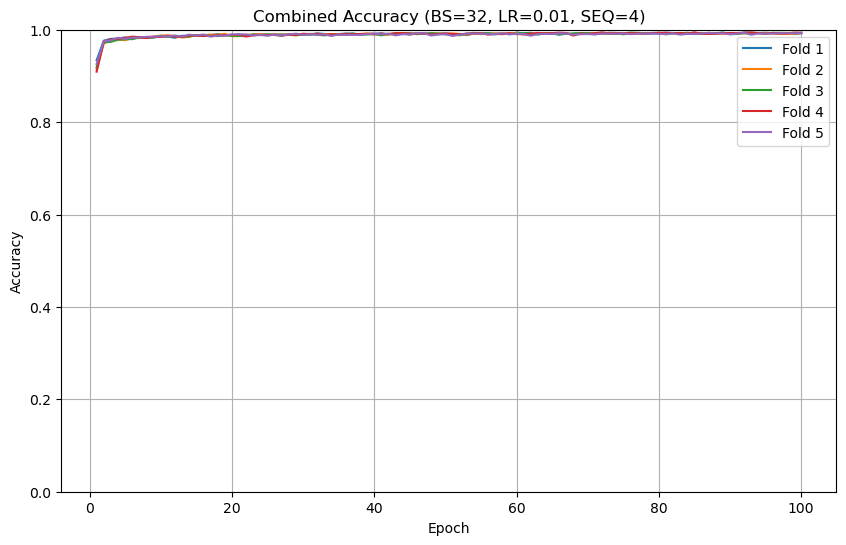 Combined Accuracy (BS=32, LR=0.01, SEQ=4)
1.0
0.8
0.6
0.4
0.2
0.0
Accuracy
Fold 1
Fold 2
Fold 3
Fold 4
Fold 5
0 20 40 60 80 100
Epoch